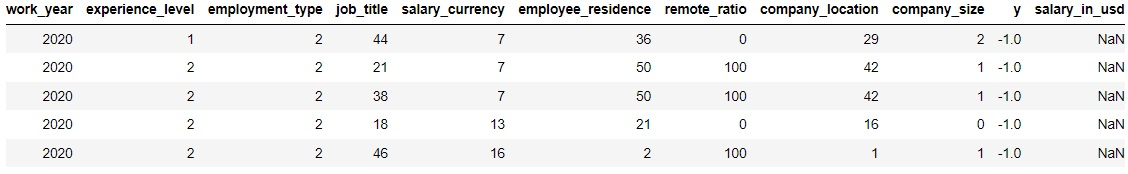 work_year experience_level employment_type job_title salary_currency employee_residence remote_ratio company_location company_size y salary_in_usd
2020 1 2 44 7 36 0 29 2 -1.0 NaN
2020 2 2 21 7 50 100 42 1 -1.0 NaN
2020 2 2 38 7 50 100 42 1 -1.0 NaN
2020 2 2 18 13 21 0 16 0 -1.0 NaN
2020 2 2 46 16 2 100 1 1 -1.0 NaN